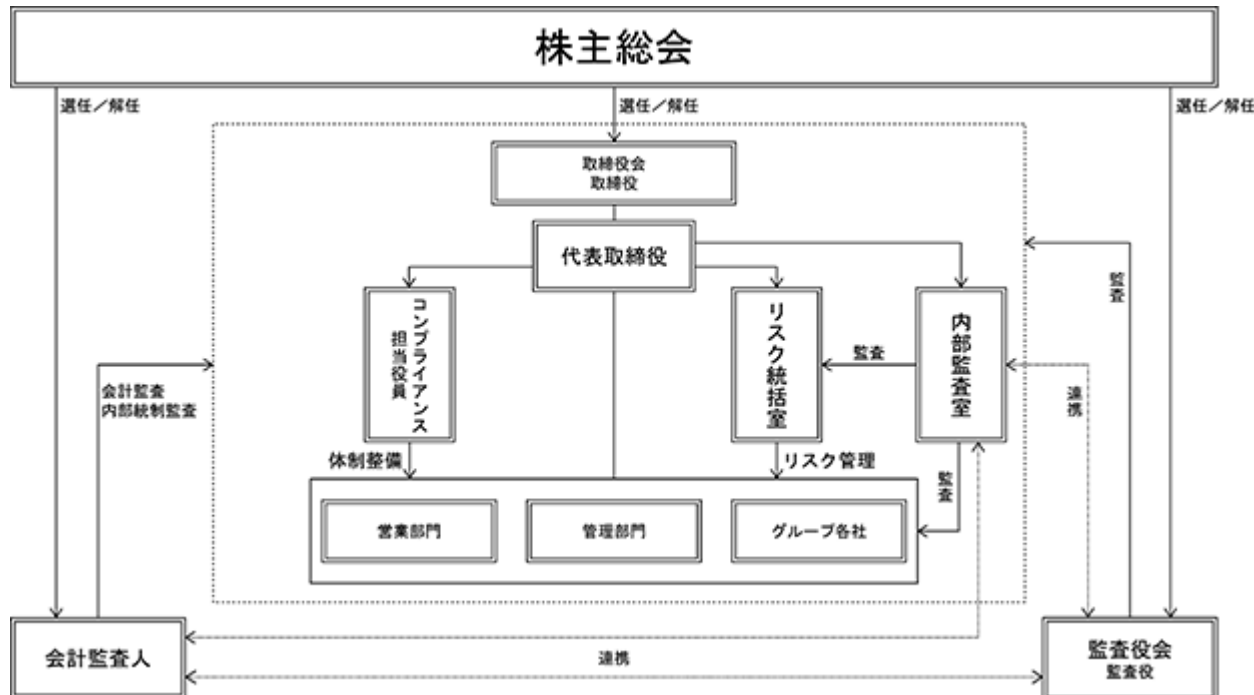 株主総会
選任／解任
選任／解任
選任／解任
取締役会
取締役
代表取締役
コンプライアンス
担当役員
リスク統括室
内部監査室
監査
監査
連携
会計監査
内部統制監査
体制整備
リスク管理
監査
営業部門
管理部門
グループ各社
会計監査人
連携
監査役会
監査役